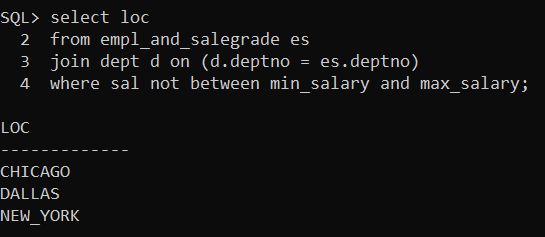 SQL> select loc
  2  from empl_and_salegrade es
  3  join dept d on (d.deptno = es.deptno)
  4  where sal not between min_salary and max_salary;
LOC
-------------
CHICAGO
DALLAS
NEW_YORK